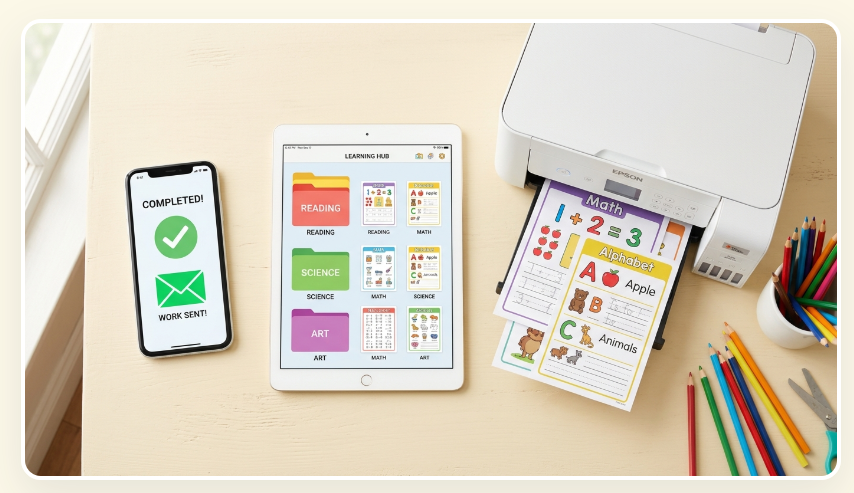 COMPLETED!
WORK SENT!
LEARNING HUB
READING
READING
READING
MATH
SCIENCE
SCIENCE
MATH
SCIENCE
ART
ART
MATH
ART
EPSON
Math
1 + 2 = 3
Alphabet
A Apple
B
C Animals